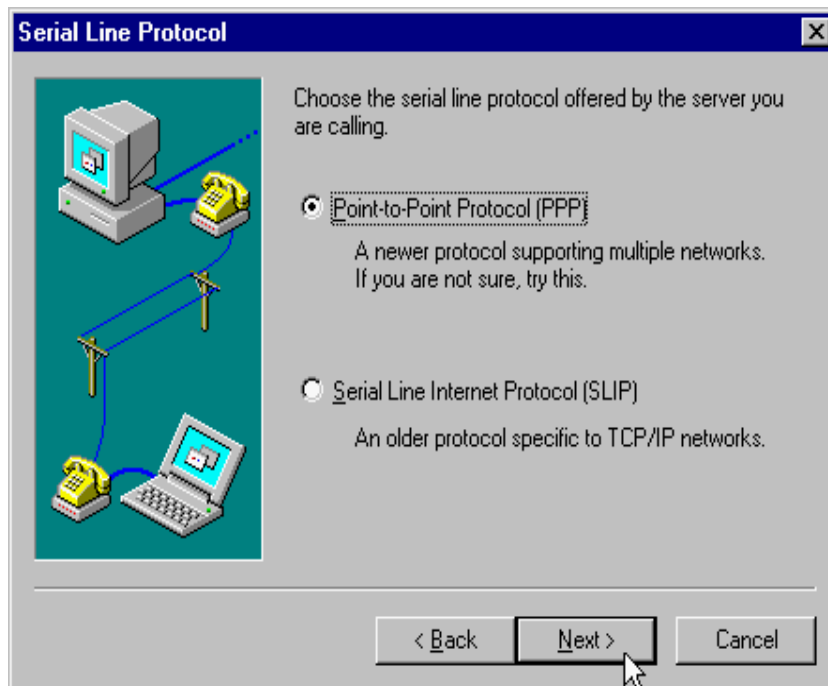 Serial Line Protocol
Choose the serial line protocol offered by the server you
are calling.
Point-to-Point Protocol (PPP)
A newer protocol supporting multiple networks.
If you are not sure, try this.
Serial Line Internet Protocol (SLIP)
An older protocol specific to TCP/IP networks.
< Back
Next >
Cancel